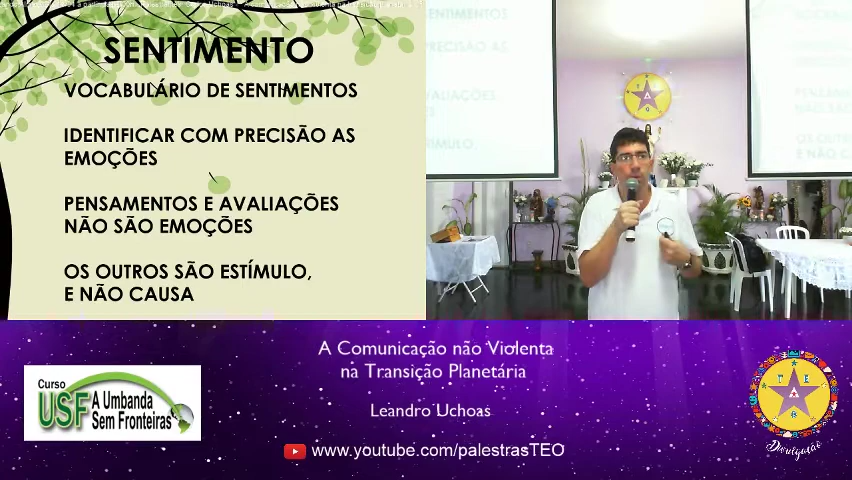 SENTIMENTO
VOCABULÁRIO DE SENTIMENTOS
IDENTIFICAR COM PRECISÃO AS
EMOÇÕES
PENSAMENTOS E AVALIAÇÕES
NÃO SÃO EMOÇÕES
OS OUTROS SÃO ESTÍMULO,
E NÃO CAUSA
A Comunicação não Violenta
na Transição Planetária
Leandro Uchoas
www.youtube.com/palestrasTEO
Curso
USF A Umbanda
Sem Fronteiras
Divulgação